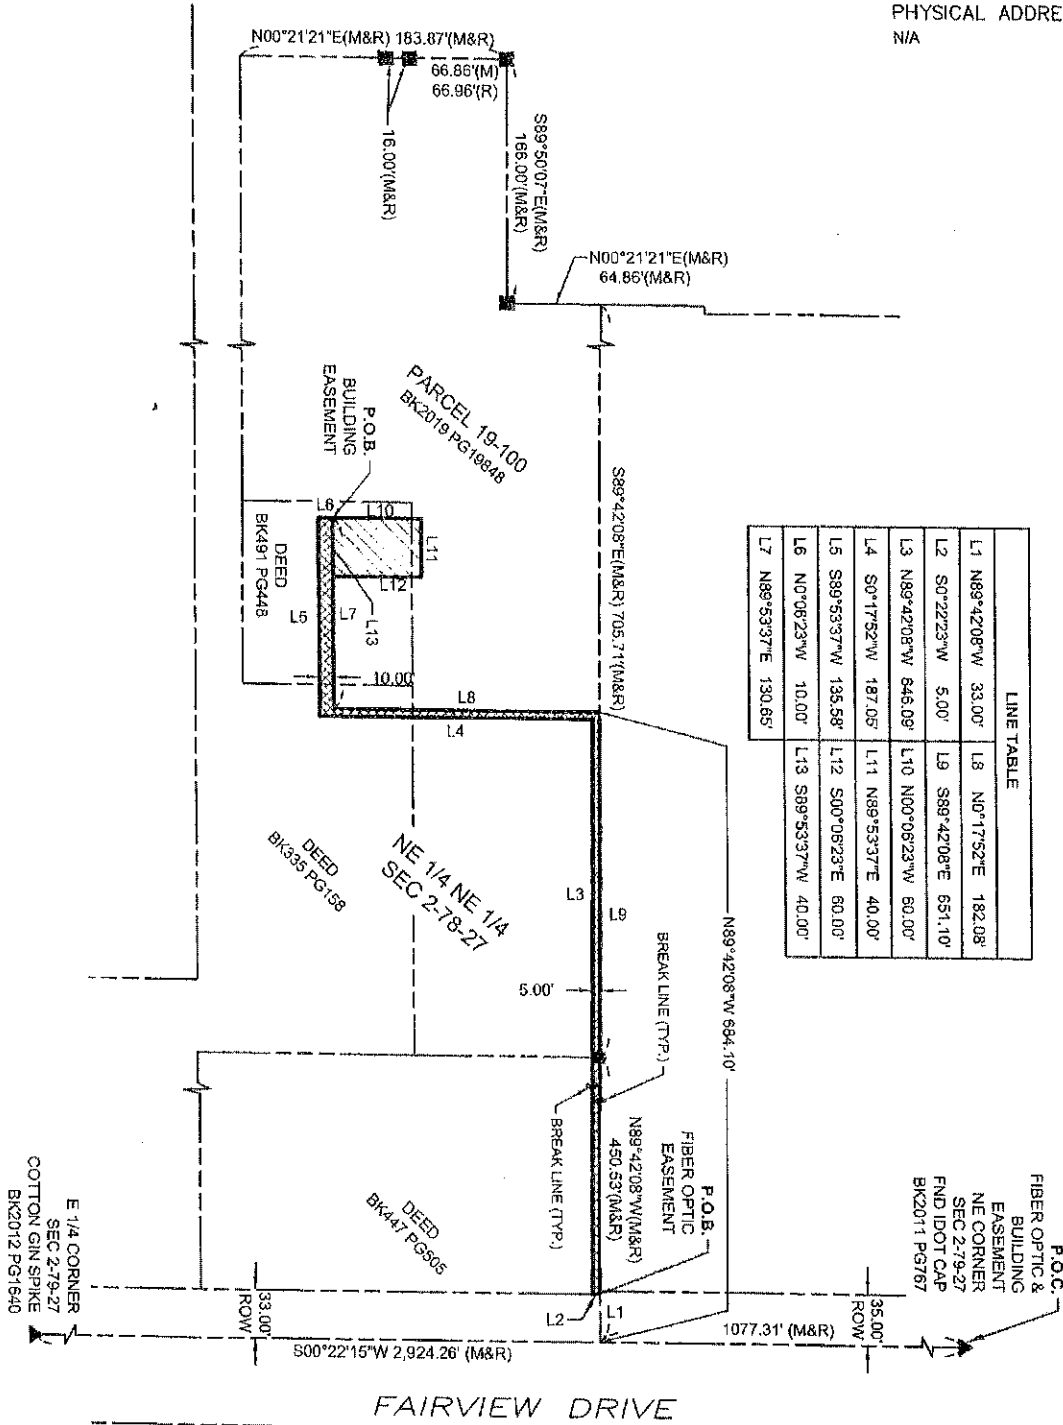 PHYSICAL ADDRE
N/A
N00°21'21"E(M&R) 183.87'(M&R)
66.86'(M)
66.96'(R)
16.00'(M&R)
S89°50'07"E(M&R)
166.00'(M&R)
N00°21'21"E(M&R)
64.86'(M&R)
PARCEL 19-100
BK2019 PG19848
P.O.B.
BUILDING
EASEMENT
S89°42'08"E(M&R) 705.71'(M&R)
L6
L10
L11
L12
L13
L7
L5
DEED
BK491 PG448
10.00'
L8
L4
LINE TABLE
L1 N89°42'08"W 33.00' L8 N0°17'52"E 182.08'
L2 S0°22'23"W 5.00' L9 S89°42'08"E 651.10'
L3 N89°42'08"W 646.09' L10 N00°06'23"W 60.00'
L4 S0°17'52"W 187.05' L11 N89°53'37"E 40.00'
L5 S89°53'37"W 135.58' L12 S00°06'23"E 60.00'
L6 N0°06'23"W 10.00' L13 S89°53'37"W 40.00'
L7 N89°53'37"E 130.65'
DEED
BK335 PG158
NE 1/4 NE 1/4
SEC 2-78-27
L3
L9
N89°42'08"W 684.10'
5.00'
BREAK LINE (TYP.)
BREAK LINE (TYP.)
N89°42'08"W(M&R)
450.53'(M&R)
P.O.B.
FIBER OPTIC
EASEMENT
DEED
BK447 PG505
P.O.C.
FIBER OPTIC &
BUILDING
EASEMENT
NE CORNER
SEC 2-79-27
FND IDOT CAP
BK2011 PG767
L2
L1
33.00'
ROW
35.00'
ROW
1077.31' (M&R)
S00°22'15"W 2,924.26' (M&R)
E 1/4 CORNER
SEC 2-79-27
COTTON GIN SPIKE
BK2012 PG1640
FAIRVIEW DRIVE